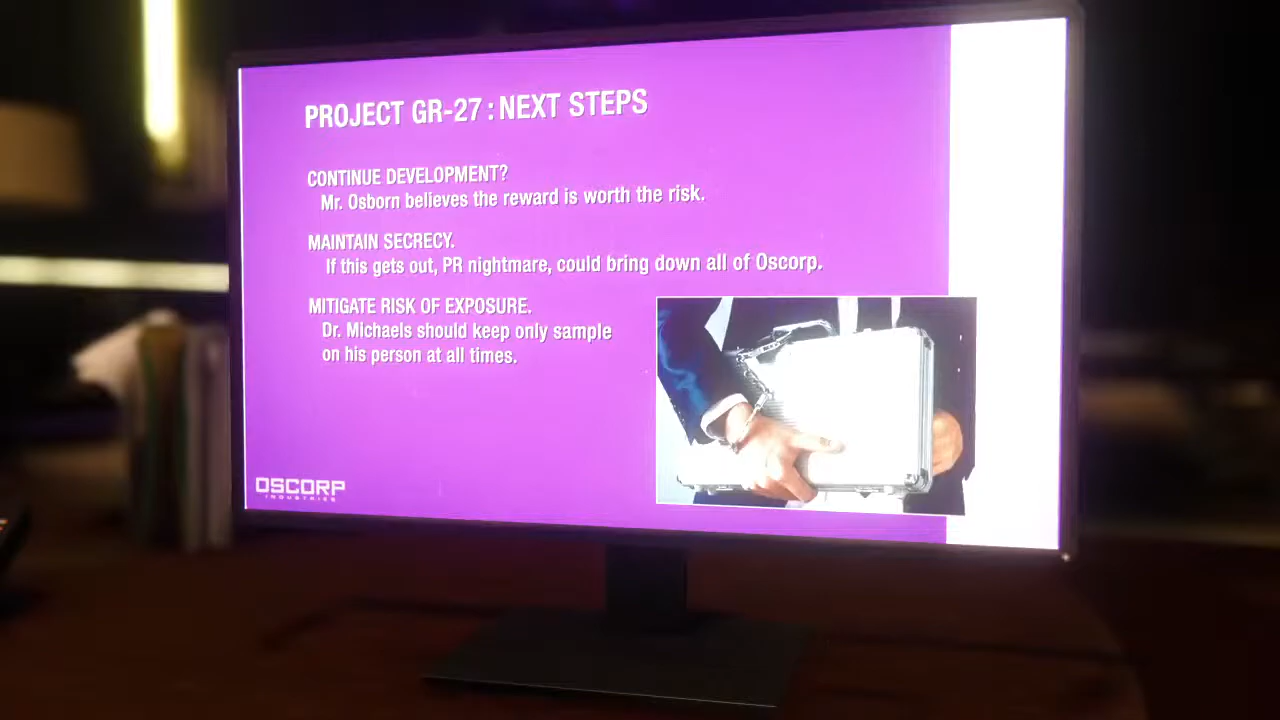 PROJECT GR-27 : NEXT STEPS
CONTINUE DEVELOPMENT?
Mr. Osborn believes the reward is worth the risk.
MAINTAIN SECRECY.
If this gets out, PR nightmare, could bring down all of Oscorp.
MITIGATE RISK OF EXPOSURE.
Dr. Michaels should keep only sample
on his person at all times.
OSCORP
INDUSTRIES